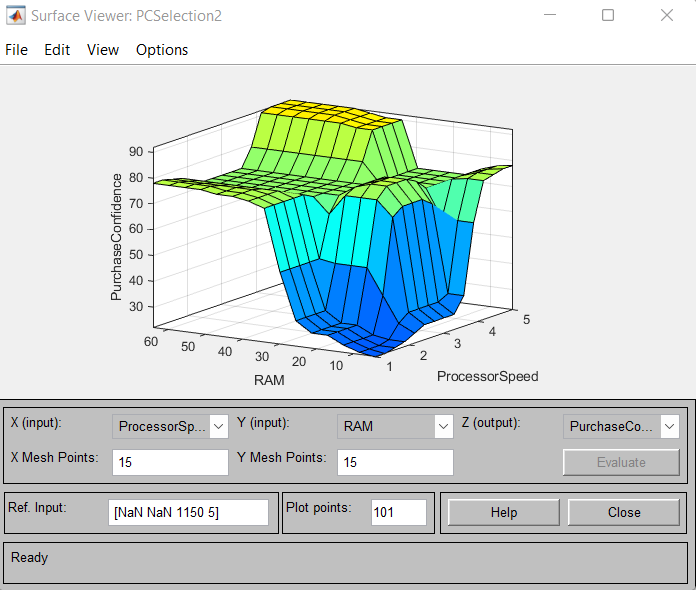 Surface Viewer: PCSelection2
File Edit View Options
90
80
70
60
50
40
30
PurchaseConfidence
60
50
40
30
20
10
RAM
1
2
3
4
5
ProcessorSpeed
X (input): ProcessorSp... Y (input): RAM Z (output): PurchaseCo...
X Mesh Points: 15 Y Mesh Points: 15 Evaluate
Ref. Input: [NaN NaN 1150 5] Plot points: 101 Help Close
Ready